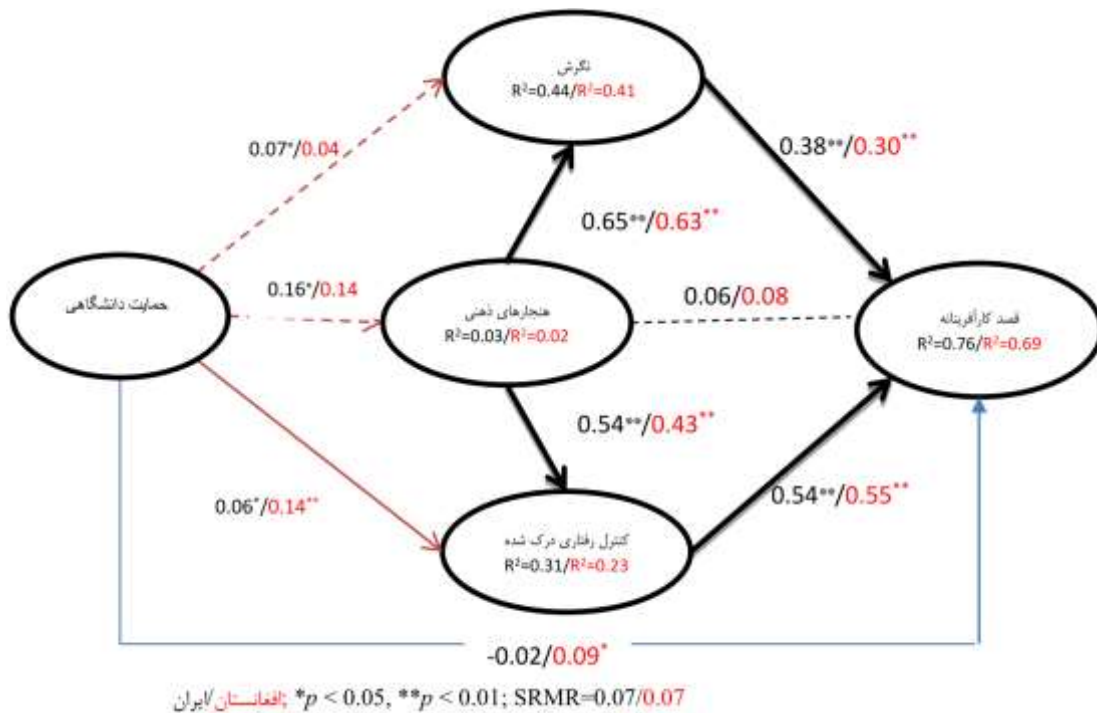 نگرش
R²=0.44/R²=0.41
0.07*/0.04
0.38**/0.30**
0.65**/0.63**
حمایت دانشگاهی
0.16*/0.14
هنجارهای ذهنی
R²=0.03/R²=0.02
0.06/0.08
قصد کارآفرینانه
R²=0.76/R²=0.69
0.54**/0.43**
0.06*/0.14**
0.54**/0.55**
کنترل رفتاری درک شده
R²=0.31/R²=0.23
-0.02/0.09*
ایران/افغانستان; *p < 0.05, **p < 0.01; SRMR=0.07/0.07